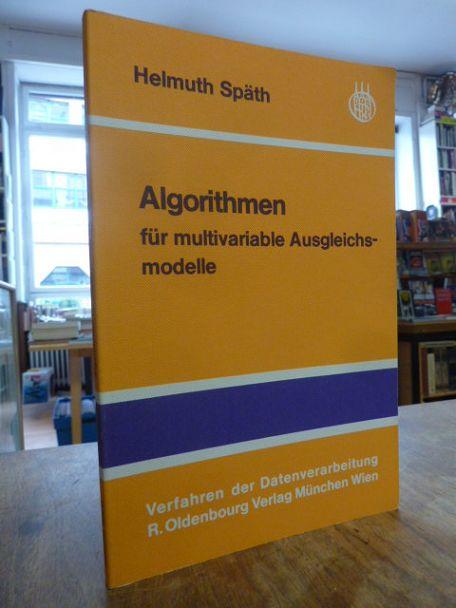 Helmuth Späth
Algorithmen
für multivariable Ausgleichs-
modelle
Verfahren der Datenverarbeitung
R. Oldenbourg Verlag München Wien